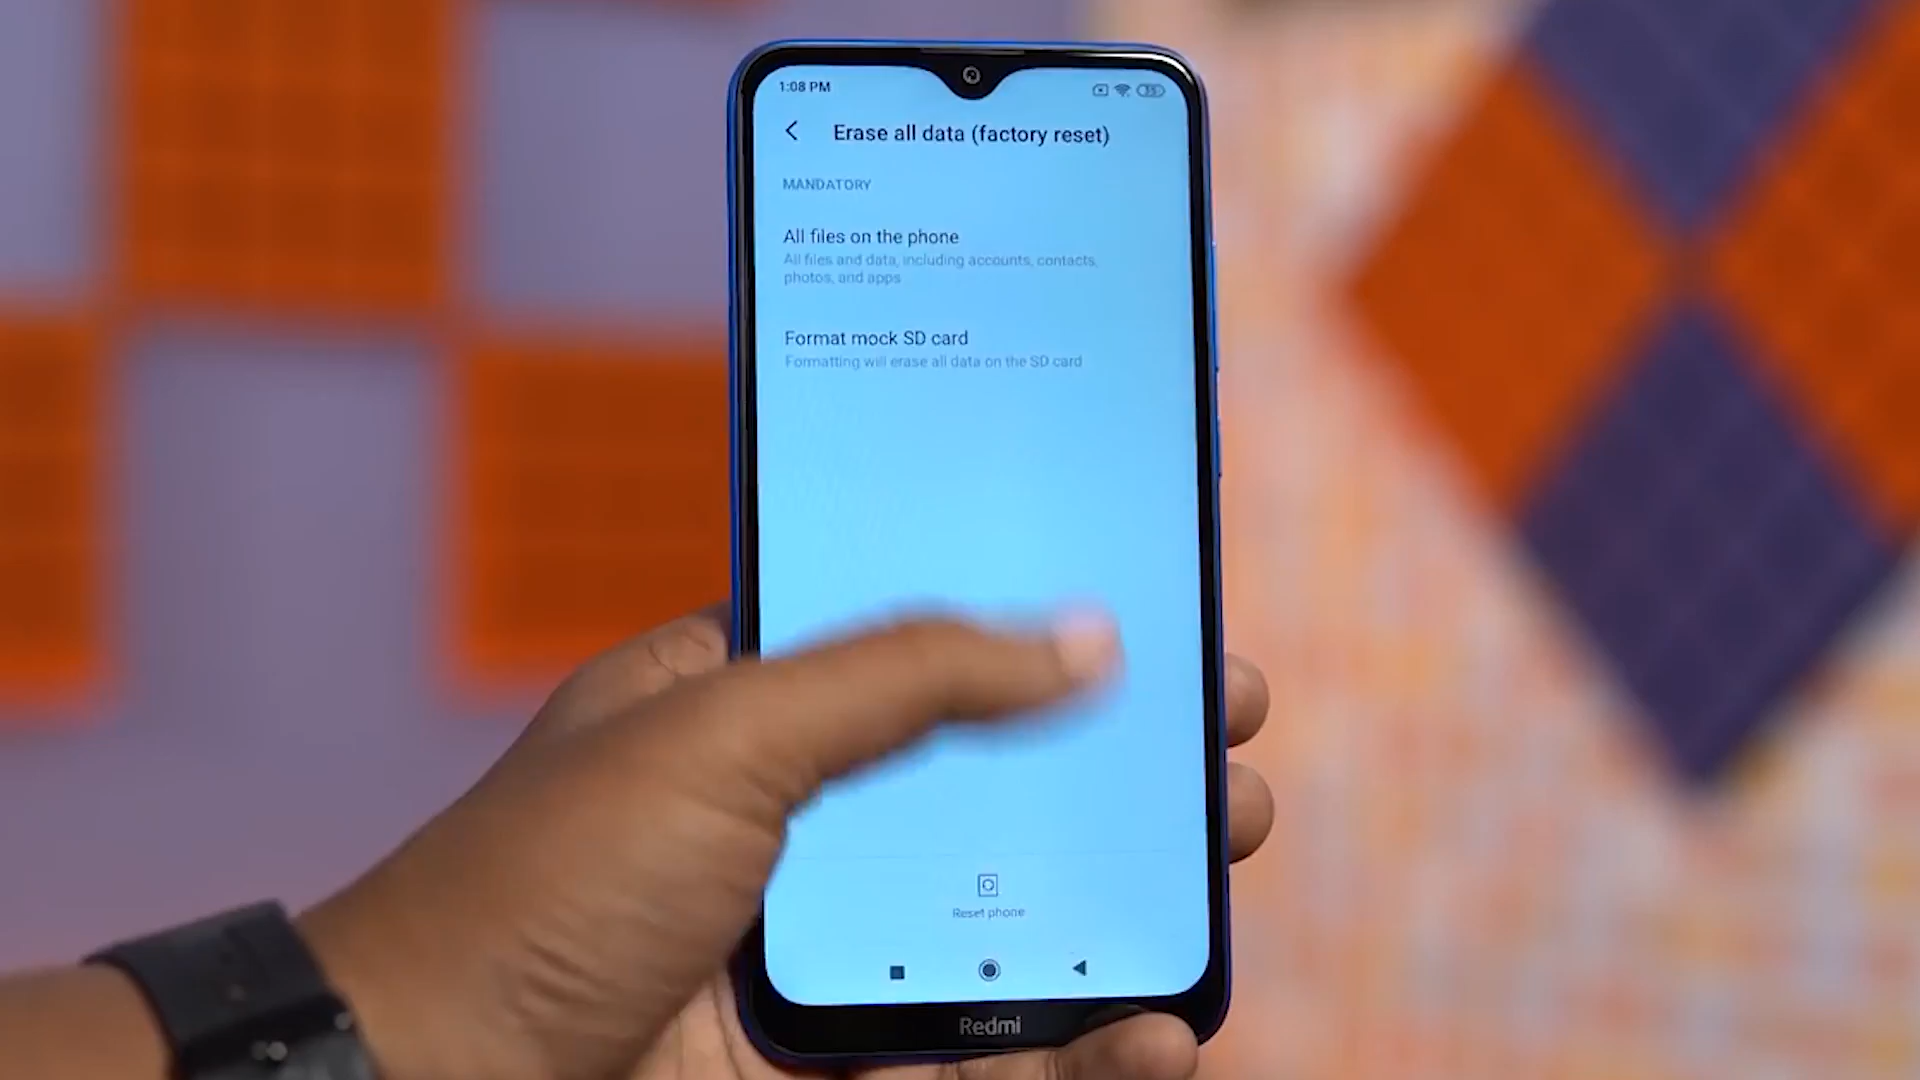 1:08 PM
35
Erase all data (factory reset)
MANDATORY
All files on the phone
All files and data, including accounts, contacts,
photos, and apps
Format mock SD card
Formatting will erase all data on the SD card
Reset phone
Redmi